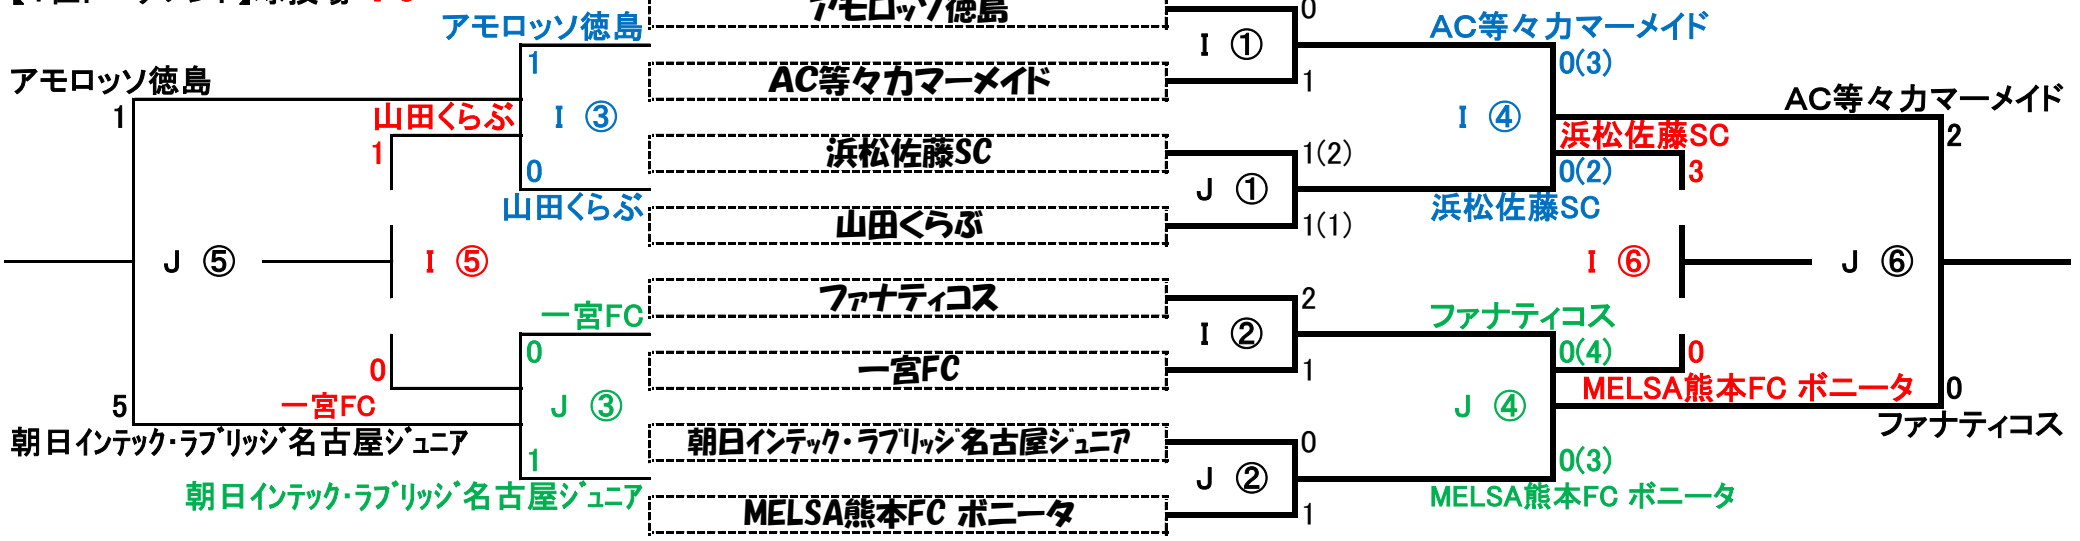 アモロッソ徳島
0
AC等々力マーメイド
アモロッソ徳島
I ①
1
0(3)
アモロッソ徳島
AC等々力マーメイド
1
AC等々力マーメイド
1
山田くらぶ
I ③
I ④
浜松佐藤SC
2
1
浜松佐藤SC
1(2)
0
J ①
0(2)
3
山田くらぶ
浜松佐藤SC
山田くらぶ
1(1)
J ⑤
I ⑤
I ⑥
J ⑥
ファナティコス
2
一宮FC
ファナティコス
0
I ②
0(4)
0
0
一宮FC
1
MELSA熊本FC ボニータ
0
5
一宮FC
J ③
J ④
ファナティコス
朝日インテック・ラブリッジ名古屋ジュニア
朝日インテック・ラブリッジ名古屋ジュニア
0
1
J ②
0(3)
朝日インテック・ラブリッジ名古屋ジュニア
MELSA熊本FC ボニータ
MELSA熊本FC ボニータ
1